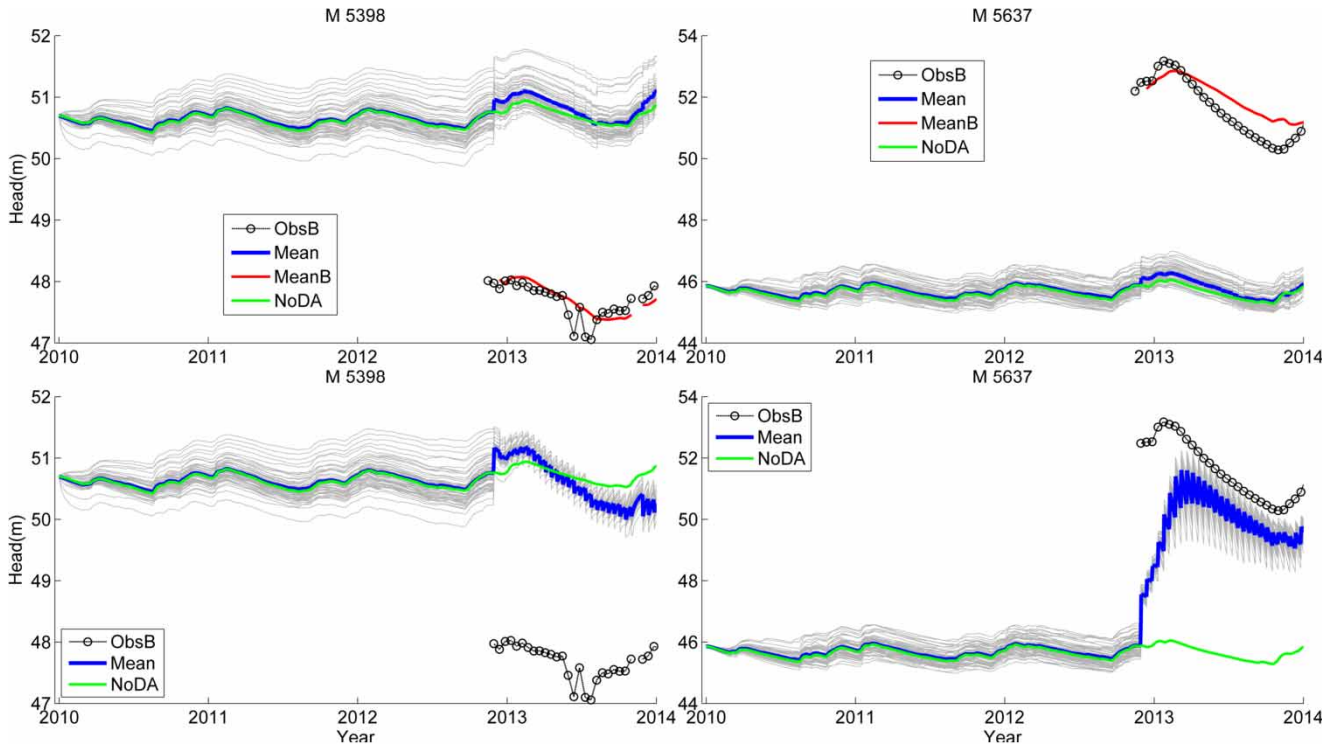 M 5398
52
51
50
49
48
47
Head(m)
ObsB
Mean
MeanB
NoDA
2010
2011
2012
2013
2014
M 5637
54
52
50
48
46
44
ObsB
Mean
MeanB
NoDA
2010
2011
2012
2013
2014
M 5398
52
51
50
49
48
47
Head(m)
ObsB
Mean
NoDA
2010
2011
2012
2013
2014
Year
M 5637
54
52
50
48
46
44
ObsB
Mean
NoDA
2010
2011
2012
2013
2014
Year